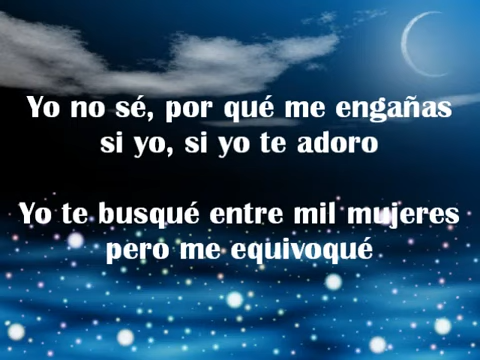 Yo no sé, por qué me engañas
si yo, si yo te adoro
Yo te busqué entre mil mujeres
pero me equivoqué